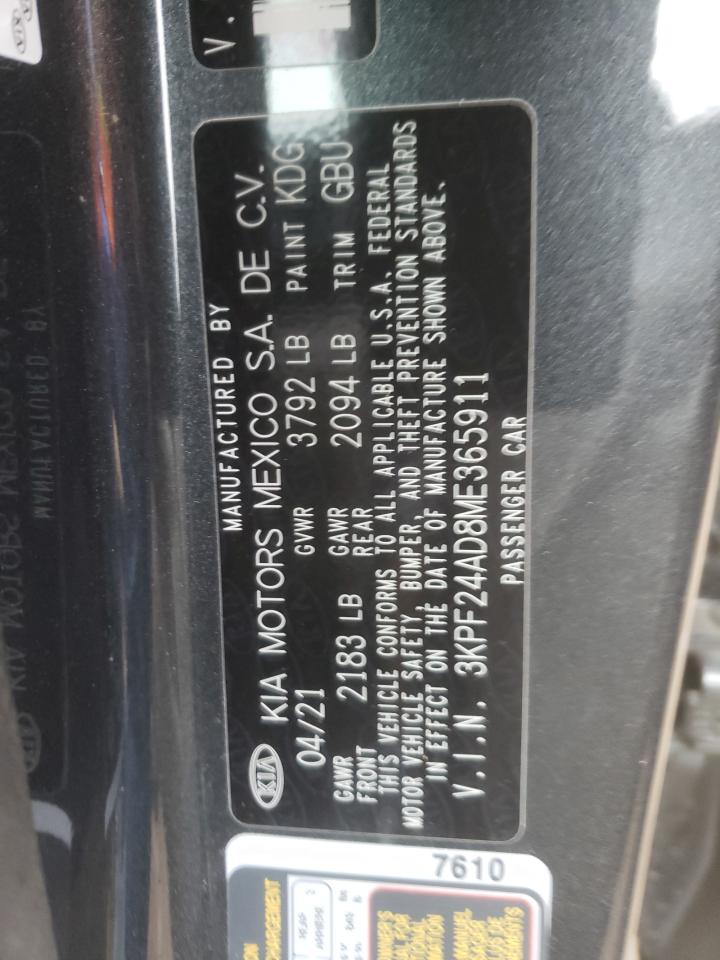 V.
MANUFACTURED BY
KIA KIA MOTORS MEXICO S.A. DE C.V.
04/21 GVWR 3792 LB PAINT KDG
GAWR FRONT 2183 LB GAWR REAR 2094 LB TRIM GBU
THIS VEHICLE CONFORMS TO ALL APPLICABLE U.S.A. FEDERAL
MOTOR VEHICLE SAFETY, BUMPER, AND THEFT PREVENTION STANDARDS
IN EFFECT ON THE DATE OF MANUFACTURE SHOWN ABOVE.
V.I.N. 3KPF24AD8ME365911
PASSENGER CAR
7610